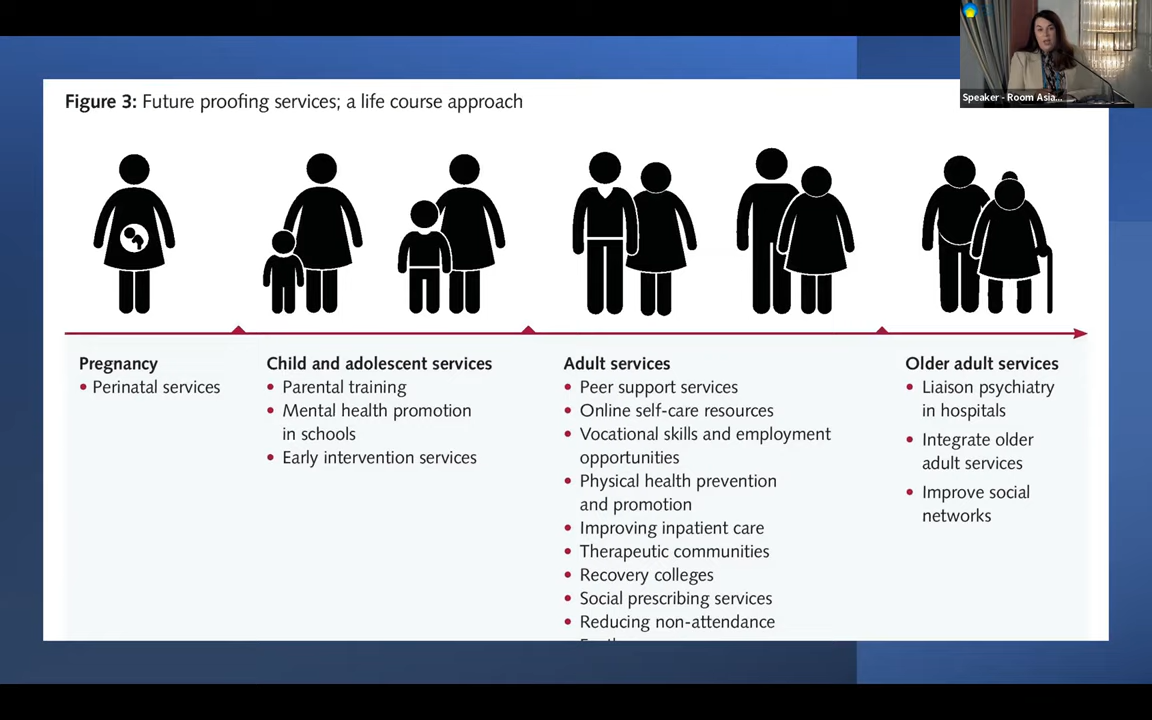 Speaker - Room Asia...
Figure 3: Future proofing services; a life course approach
Pregnancy
• Perinatal services
Child and adolescent services
• Parental training
• Mental health promotion
in schools
• Early intervention services
Adult services
• Peer support services
• Online self-care resources
• Vocational skills and employment
opportunities
• Physical health prevention
and promotion
• Improving inpatient care
• Therapeutic communities
• Recovery colleges
• Social prescribing services
• Reducing non-attendance
Older adult services
• Liaison psychiatry
in hospitals
• Integrate older
adult services
• Improve social
networks